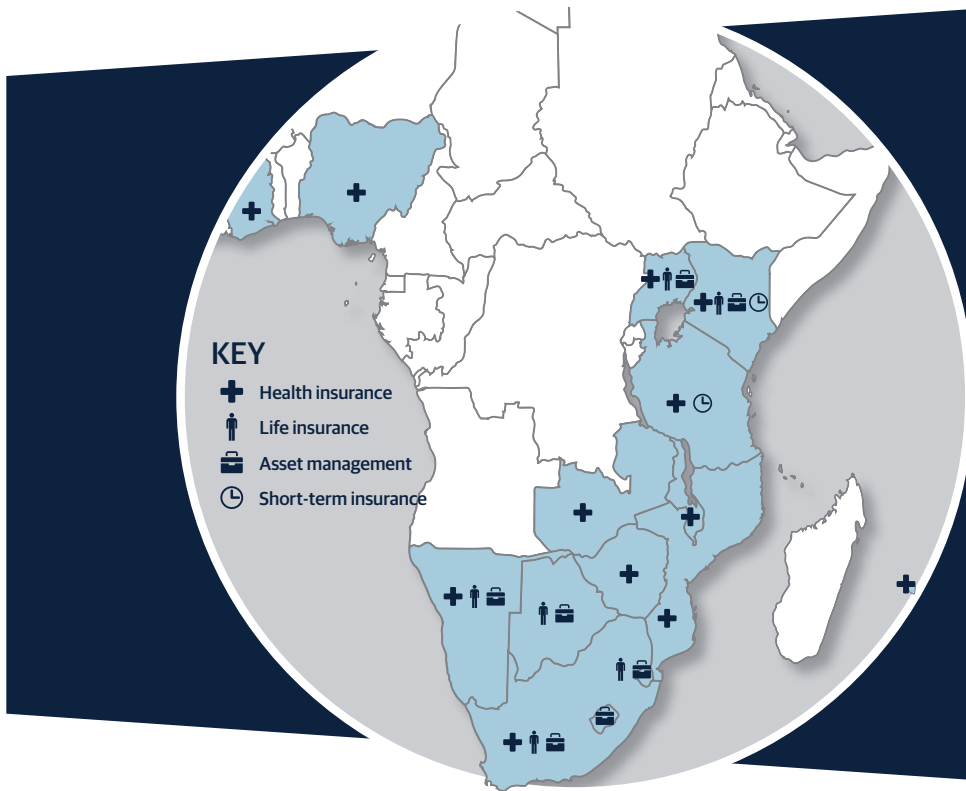 KEY
Health insurance
Life insurance
Asset management
Short-term insurance